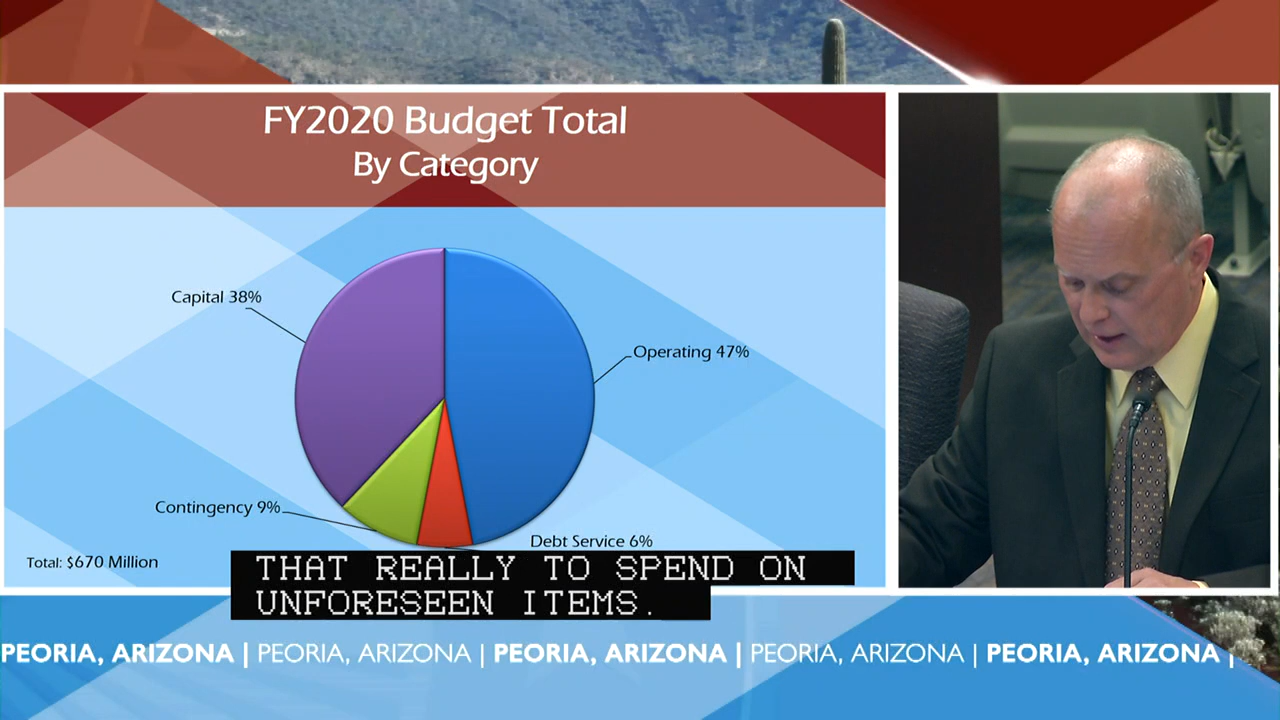 FY2020 Budget Total
By Category
Capital 38%
Operating 47%
Contingency 9%
Debt Service 6%
Total: $670 Million
THAT REALLY TO SPEND ON
UNFORESEEN ITEMS.
PEORIA, ARIZONA | PEORIA, ARIZONA | PEORIA, ARIZONA | PEORIA, ARIZONA | PEORIA, ARIZONA |